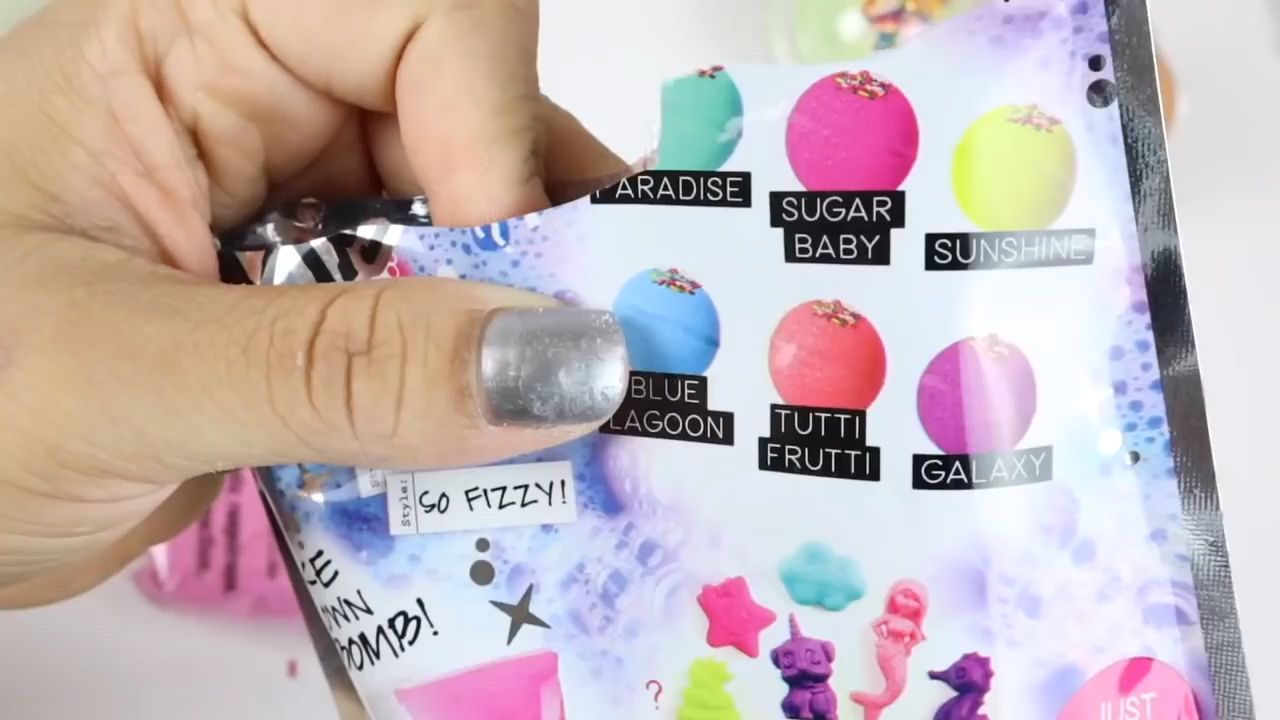 PARADISE
SUGAR
BABY
SUNSHINE
BLUE
LAGOON
TUTTI
FRUTTI
GALAXY
Style:
SO FIZZY!
OWN
BOMB!
?
JUST